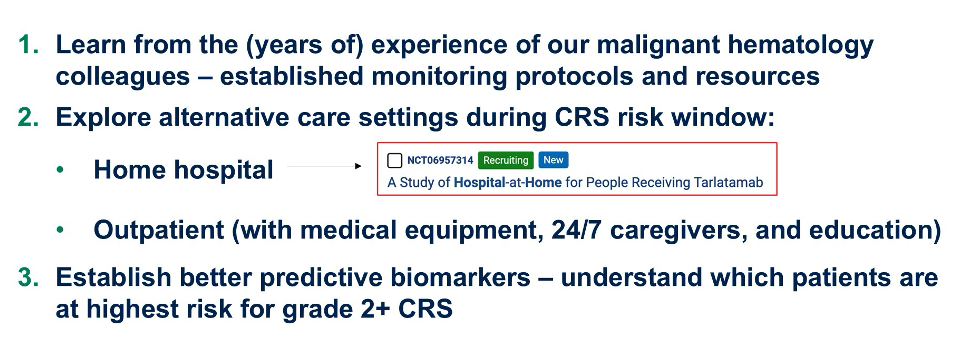 1. Learn from the (years of) experience of our malignant hematology
colleagues – established monitoring protocols and resources
2. Explore alternative care settings during CRS risk window:
• Home hospital
NCT06957314 Recruiting New
A Study of Hospital-at-Home for People Receiving Tarlatamab
• Outpatient (with medical equipment, 24/7 caregivers, and education)
3. Establish better predictive biomarkers – understand which patients are
at highest risk for grade 2+ CRS